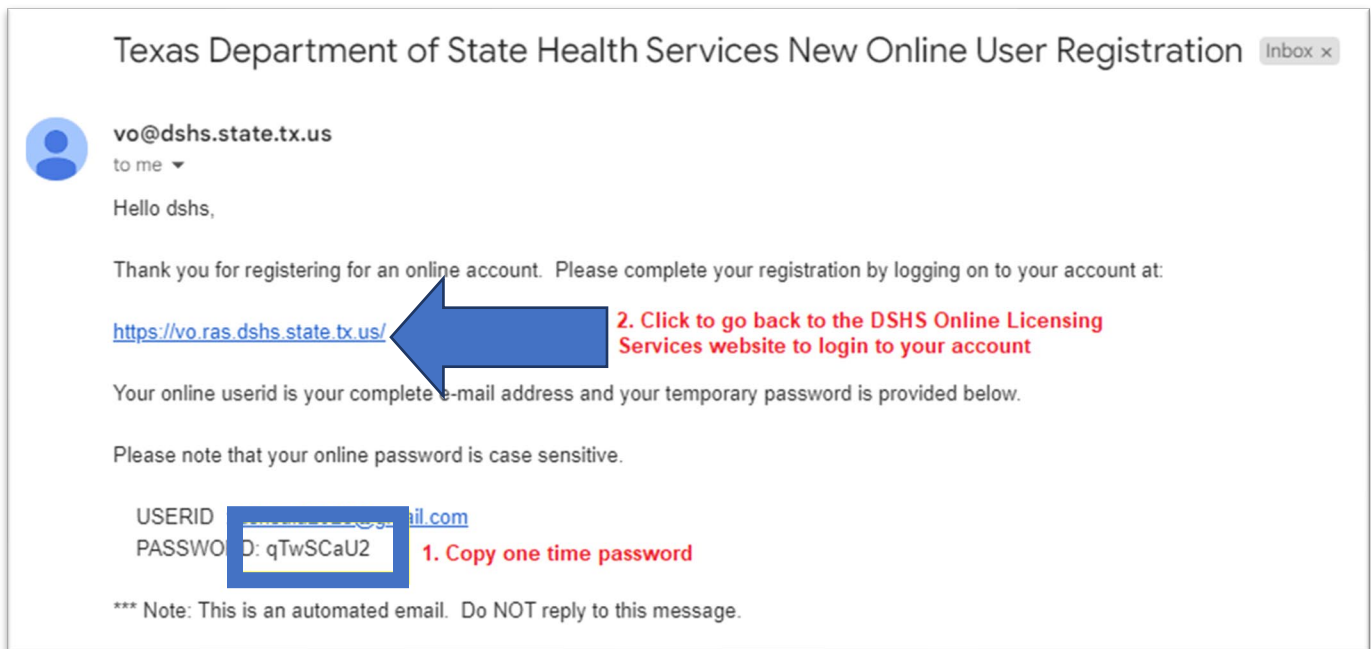 Texas Department of State Health Services New Online User Registration Inbox ×
vo@dshs.state.tx.us
to me
Hello dshs,
Thank you for registering for an online account. Please complete your registration by logging on to your account at:
https://vo.ras.dshs.state.tx.us/
2. Click to go back to the DSHS Online Licensing
Services website to login to your account
Your online userid is your complete e-mail address and your temporary password is provided below.
Please note that your online password is case sensitive.
USERID
PASSWORD: qTwSCaU2
1. Copy one time password
*** Note: This is an automated email. Do NOT reply to this message.